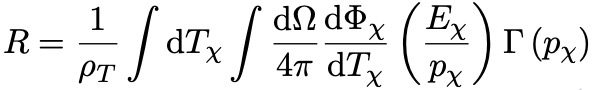 R = \frac{1}{\rho_T} \int \mathrm{d}T_\chi \int \frac{\mathrm{d}\Omega}{4\pi} \frac{\mathrm{d}\Phi_\chi}{\mathrm{d}T_\chi} \left( \frac{E_\chi}{p_\chi} \right) \Gamma \left( p_\chi \right)